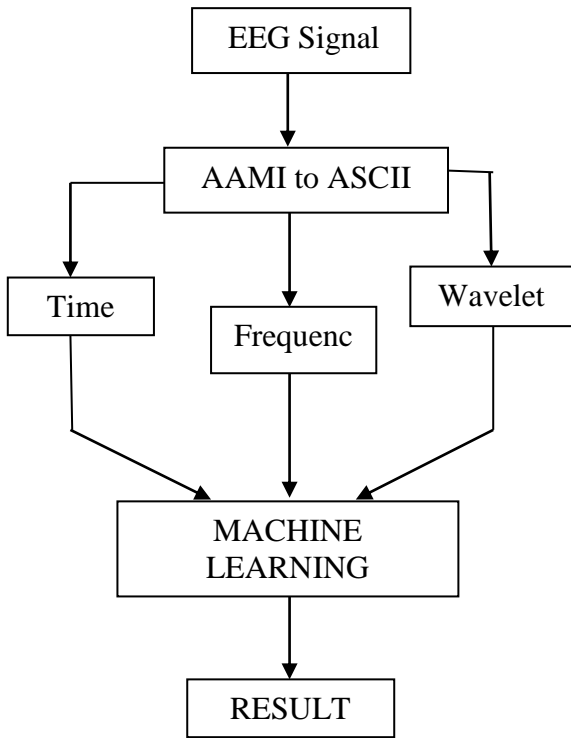 EEG Signal
AAMI to ASCII
Time
Frequenc
Wavelet
MACHINE
LEARNING
RESULT